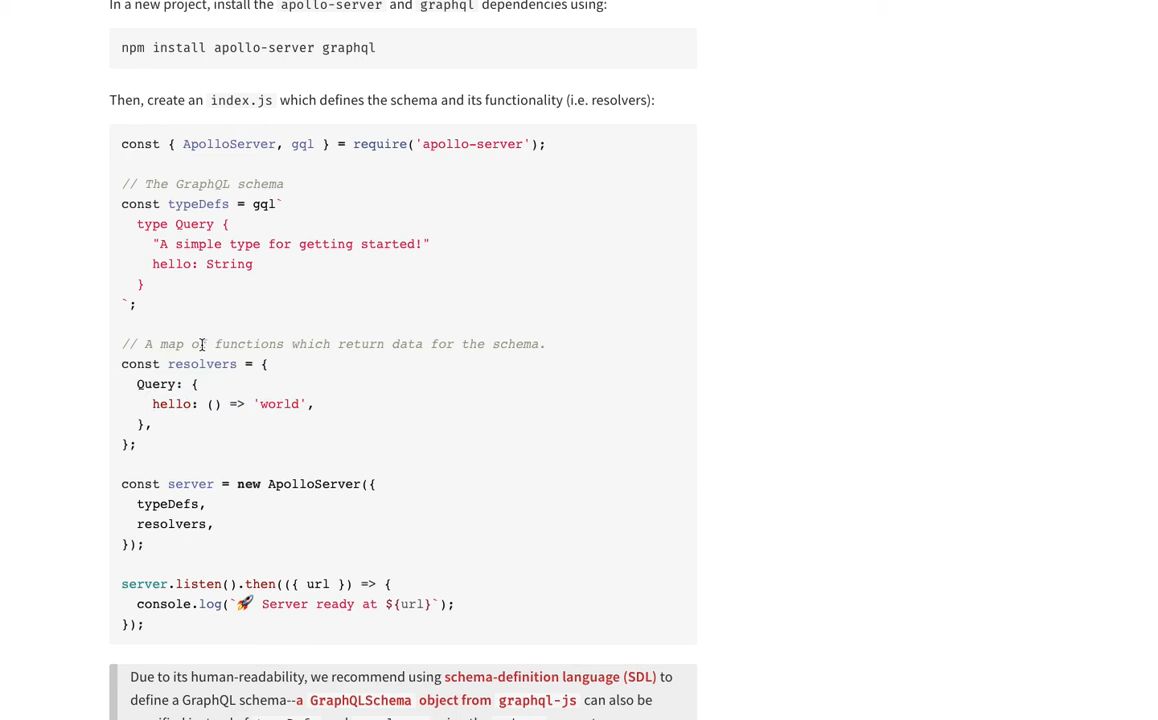 In a new project, install the apollo-server and graphql dependencies using:
npm install apollo-server graphql
Then, create an index.js which defines the schema and its functionality (i.e. resolvers):
const { ApolloServer, gql } = require('apollo-server');
// The GraphQL schema
const typeDefs = gql`
type Query {
"A simple type for getting started!"
hello: String
}
`;
// A map of functions which return data for the schema.
const resolvers = {
Query: {
hello: () => 'world',
},
};
const server = new ApolloServer({
typeDefs,
resolvers,
});
server.listen().then(({ url }) => {
console.log(`🚀 Server ready at ${url}`);
});
Due to its human-readability, we recommend using schema-definition language (SDL) to
define a GraphQL schema--a GraphQLSchema object from graphql-js can also be